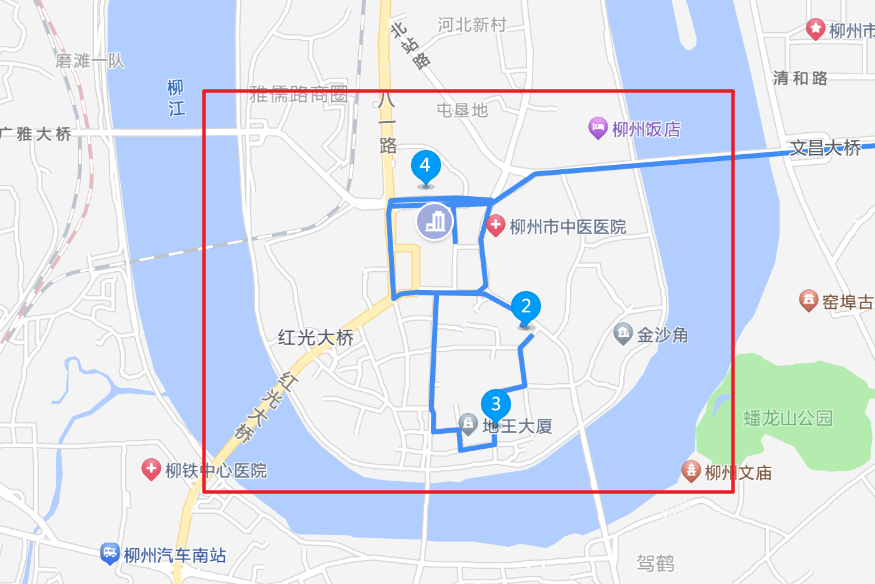 河北新村
北站路
柳州市
磨滩一队
清和路
柳江
雅儒路商圈
八一路
屯垦地
柳州饭店
广雅大桥
文昌大桥
4
柳州市中医医院
2
窑埠古
红光大桥
金沙角
红光大桥
3
地王大厦
蟠龙山公园
柳铁中心医院
柳州文庙
柳州汽车南站
驾鹤